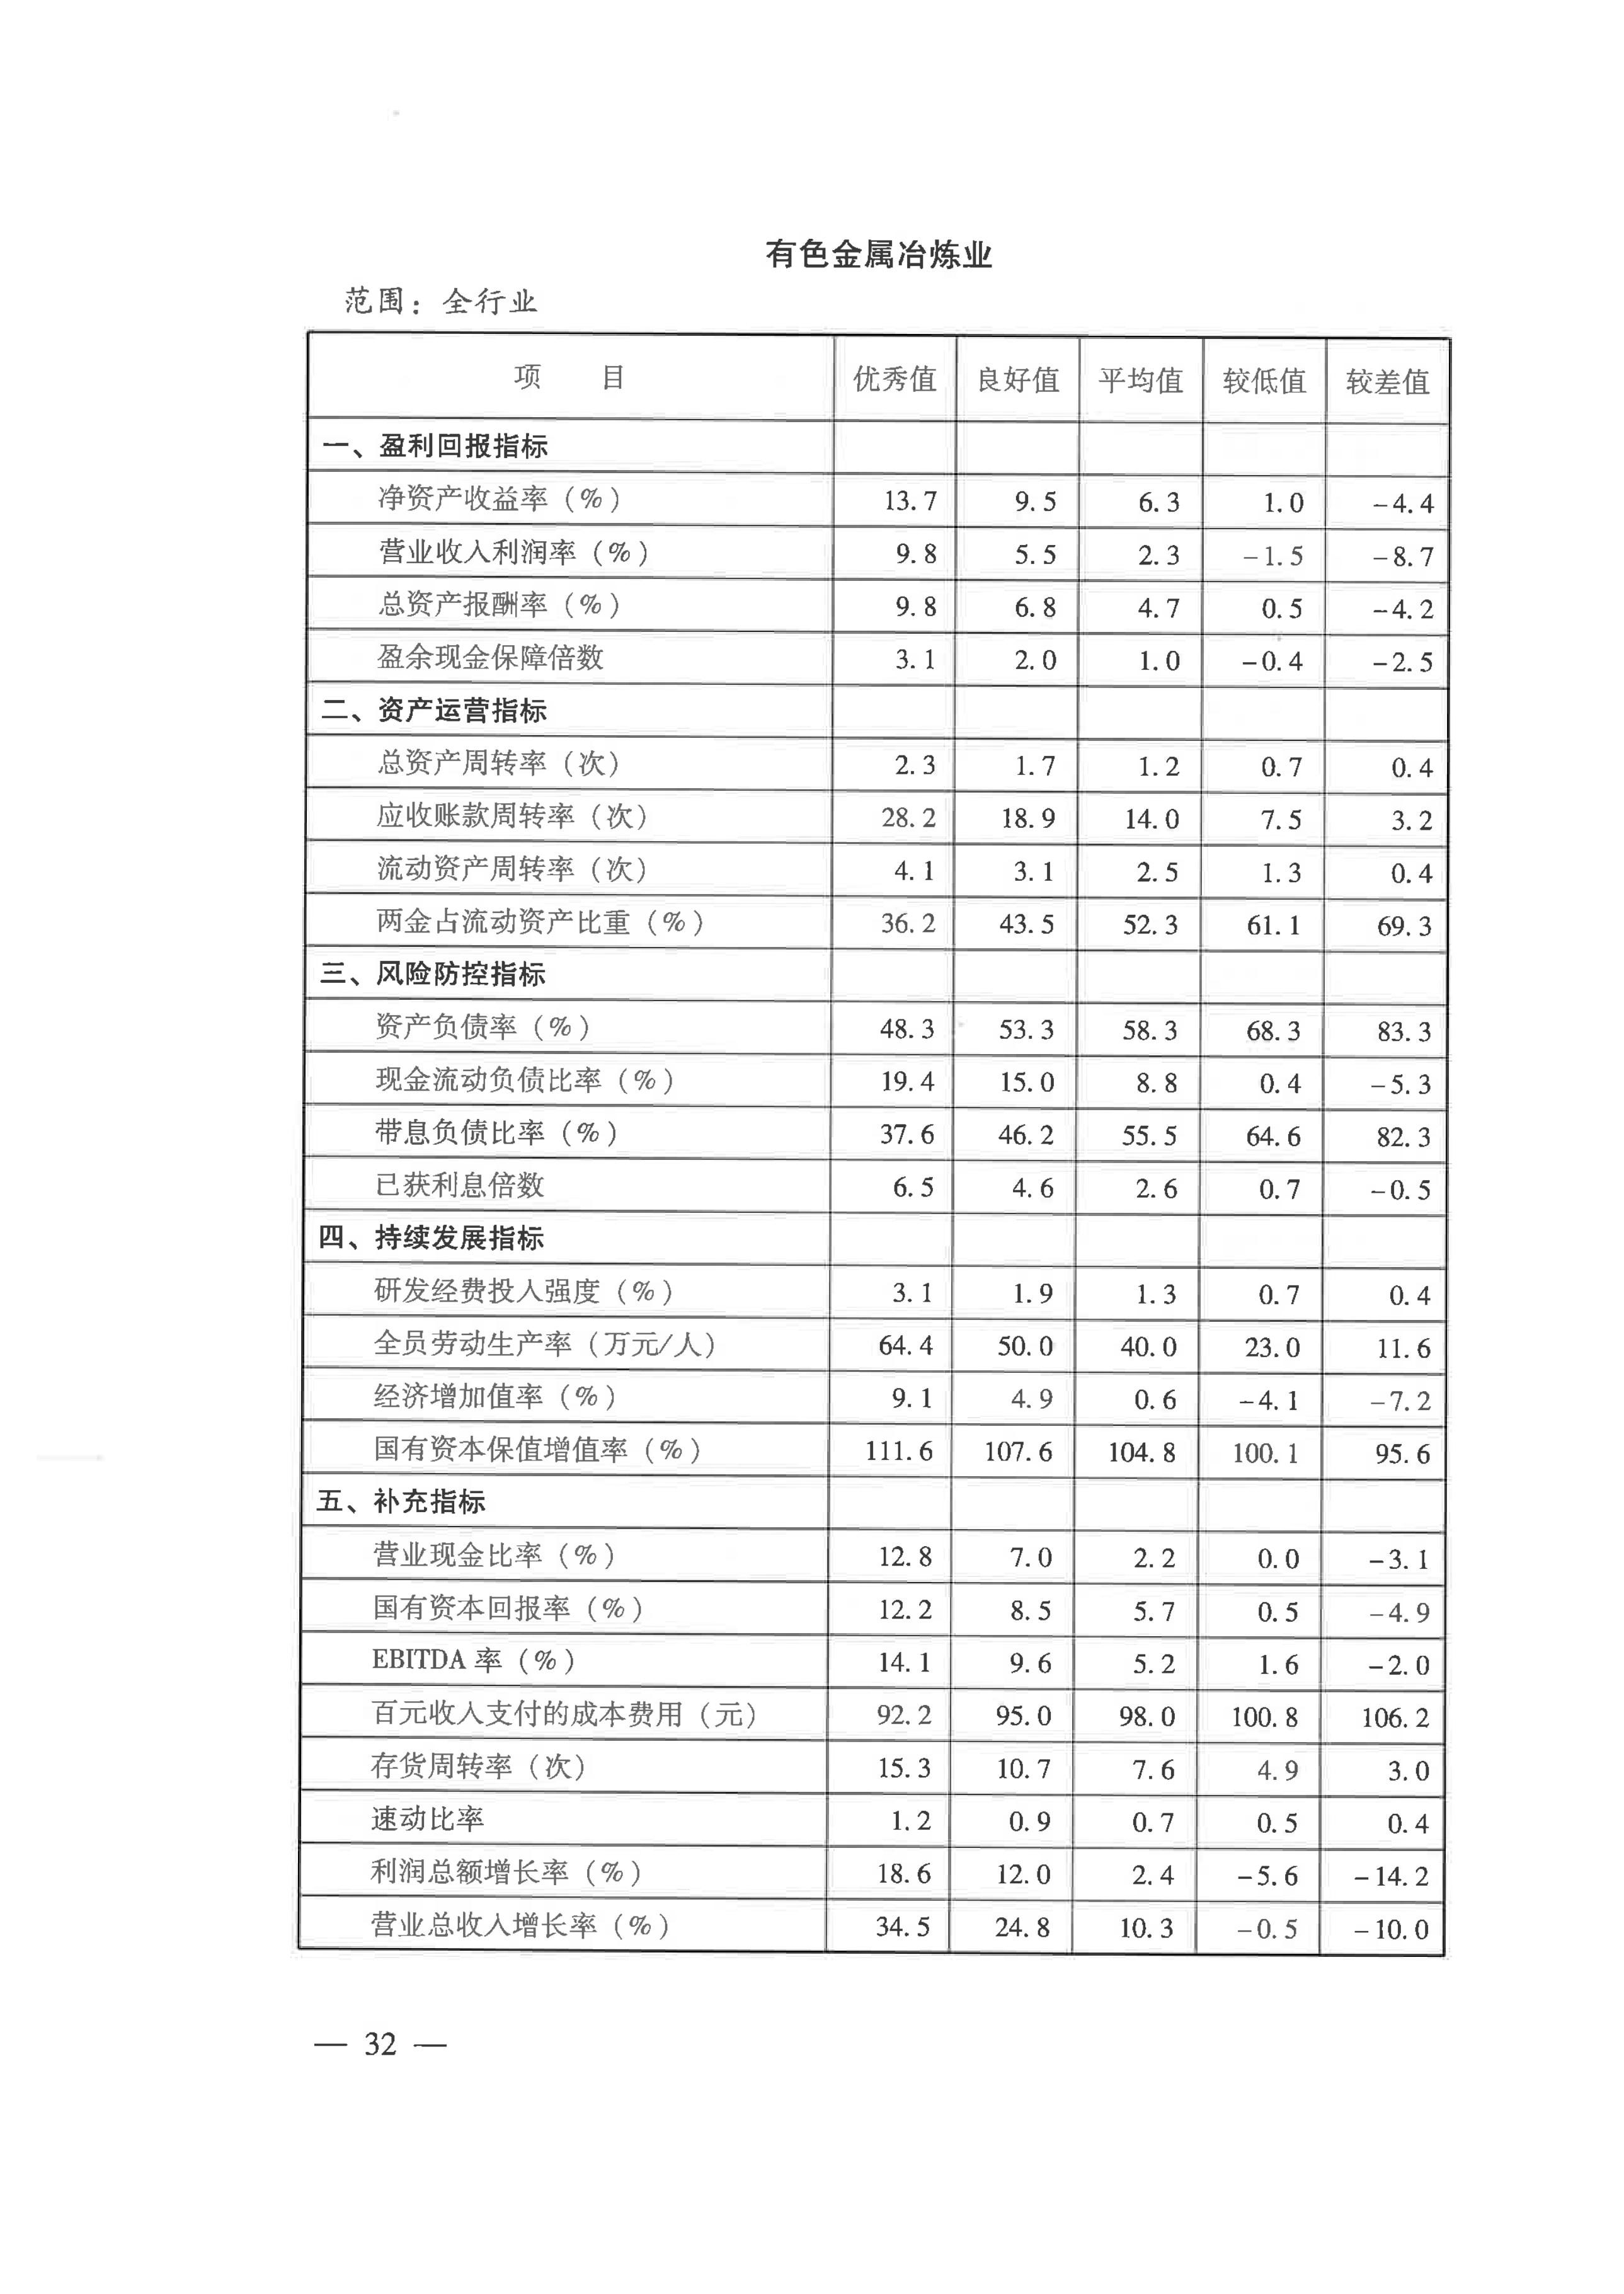 有色金属冶炼业
范围：全行业
项 目 优秀值 良好值 平均值 较低值 较差值
一、盈利回报指标
净资产收益率（%） 13.7 9.5 6.3 1.0 -4.4
营业收入利润率（%） 9.8 5.5 2.3 -1.5 -8.7
总资产报酬率（%） 9.8 6.8 4.7 0.5 -4.2
盈余现金保障倍数 3.1 2.0 1.0 -0.4 -2.5
二、资产运营指标
总资产周转率（次） 2.3 1.7 1.2 0.7 0.4
应收账款周转率（次） 28.2 18.9 14.0 7.5 3.2
流动资产周转率（次） 4.1 3.1 2.5 1.3 0.4
两金占流动资产比重（%） 36.2 43.5 52.3 61.1 69.3
三、风险防控指标
资产负债率（%） 48.3 53.3 58.3 68.3 83.3
现金流动负债比率（%） 19.4 15.0 8.8 0.4 -5.3
带息负债比率（%） 37.6 46.2 55.5 64.6 82.3
已获利息倍数 6.5 4.6 2.6 0.7 -0.5
四、持续发展指标
研发经费投入强度（%） 3.1 1.9 1.3 0.7 0.4
全员劳动生产率（万元/人） 64.4 50.0 40.0 23.0 11.6
经济增加值率（%） 9.1 4.9 0.6 -4.1 -7.2
国有资本保值增值率（%） 111.6 107.6 104.8 100.1 95.6
五、补充指标
营业现金比率（%） 12.8 7.0 2.2 0.0 -3.1
国有资本回报率（%） 12.2 8.5 5.7 0.5 -4.9
EBITDA 率（%） 14.1 9.6 5.2 1.6 -2.0
百元收入支付的成本费用（元） 92.2 95.0 98.0 100.8 106.2
存货周转率（次） 15.3 10.7 7.6 4.9 3.0
速动比率 1.2 0.9 0.7 0.5 0.4
利润总额增长率（%） 18.6 12.0 2.4 -5.6 -14.2
营业总收入增长率（%） 34.5 24.8 10.3 -0.5 -10.0
— 32 —